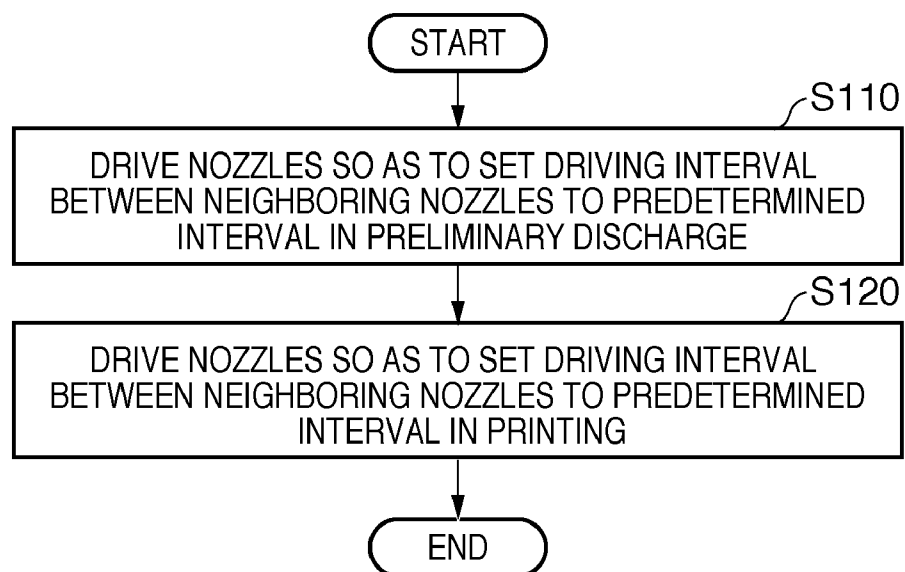 START
S110
DRIVE NOZZLES SO AS TO SET DRIVING INTERVAL
BETWEEN NEIGHBORING NOZZLES TO PREDETERMINED
INTERVAL IN PRELIMINARY DISCHARGE
S120
DRIVE NOZZLES SO AS TO SET DRIVING INTERVAL
BETWEEN NEIGHBORING NOZZLES TO PREDETERMINED
INTERVAL IN PRINTING
END